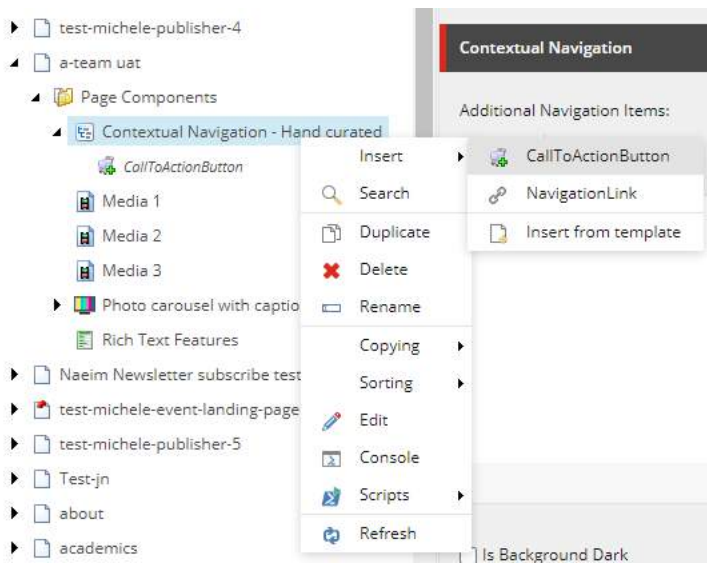 test-michele-publisher-4
a-team uat
Page Components
Contextual Navigation - Hand curated
CallToActionButton
Media 1
Media 2
Media 3
Photo carousel with captio
Rich Text Features
Naeim Newsletter subscribe test
test-michele-event-landing-page
test-michele-publisher-5
Test-jn
about
academics
Insert
Search
Duplicate
Delete
Rename
Copying
Sorting
Edit
Console
Scripts
Refresh
CallToActionButton
NavigationLink
Insert from template
Contextual Navigation
Additional Navigation Items:
Is Background Dark